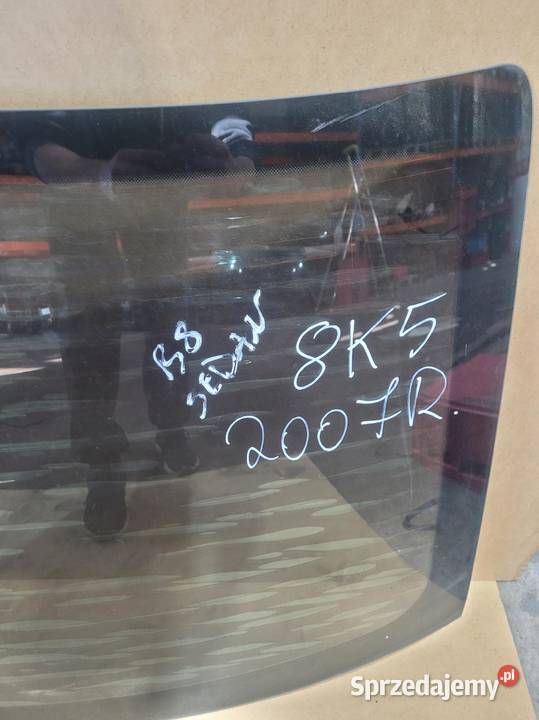 B8
SEDAN
8K5
2007R.
Sprzedajemy.pl